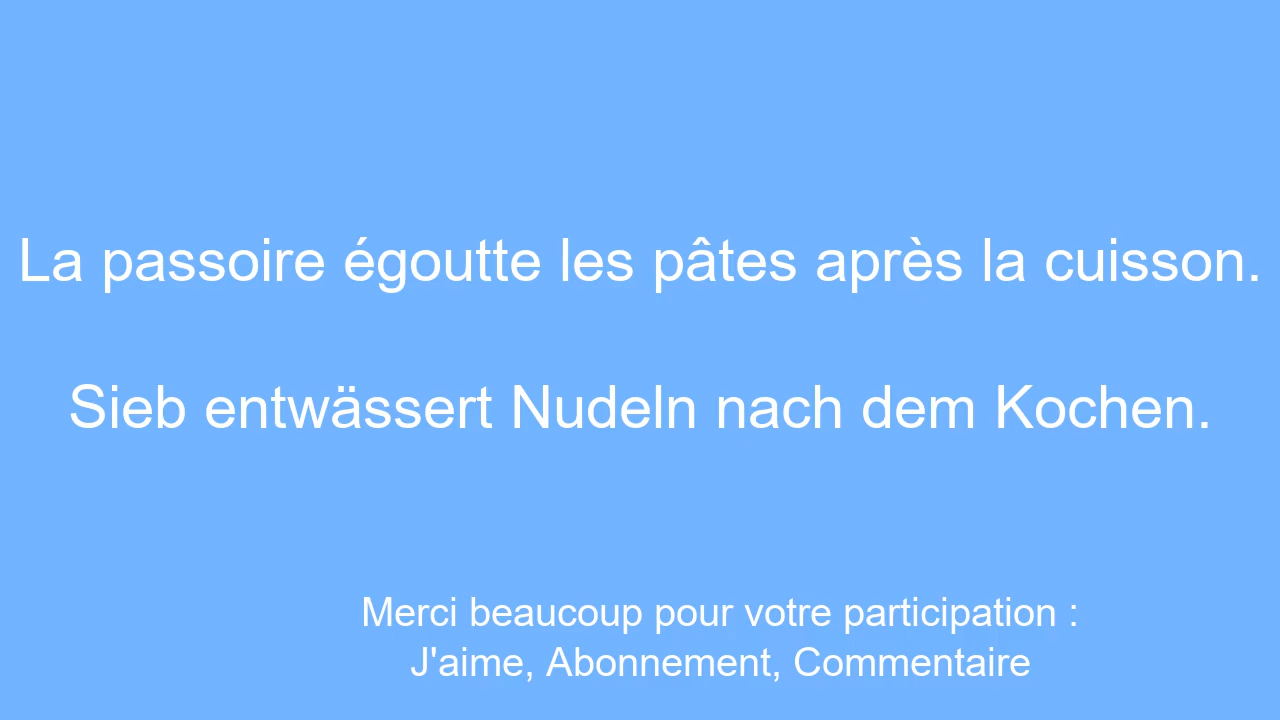 La passoire égoutte les pâtes après la cuisson.
Sieb entwässert Nudeln nach dem Kochen.
Merci beaucoup pour votre participation :
J'aime, Abonnement, Commentaire